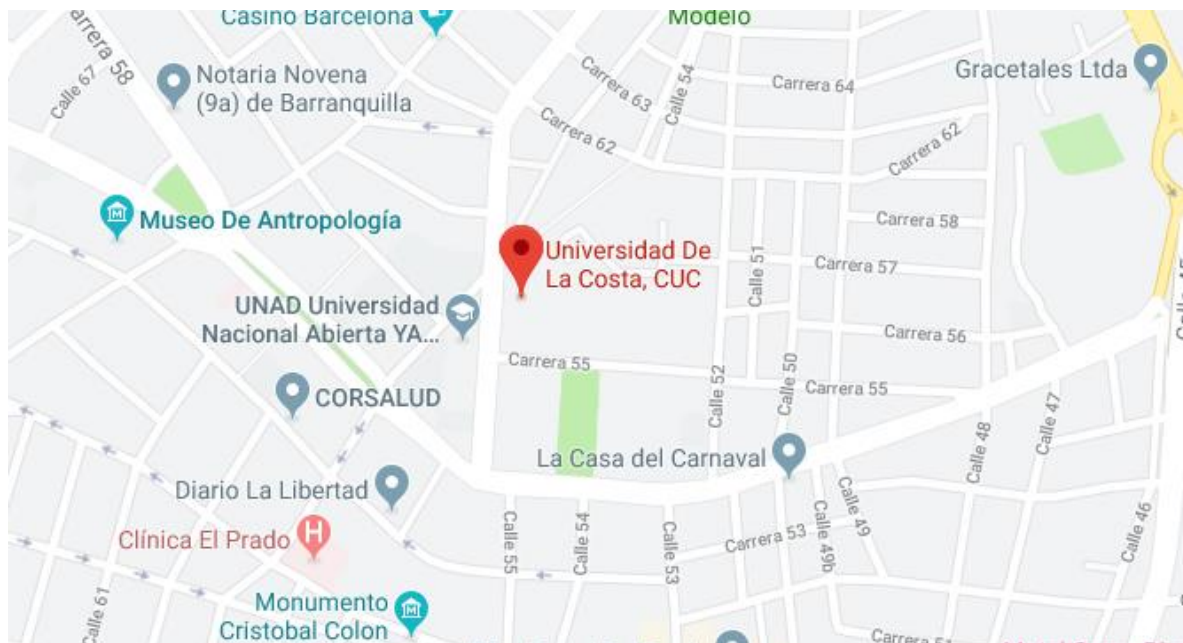 Casino Barcelona
Modelo
Carrera 58
Calle 67
Notaria Novena
(9a) de Barranquilla
Carrera 63
Calle 54
Carrera 64
Gracetales Ltda
Carrera 62
Carrera 62
Museo De Antropología
Carrera 58
Universidad De
La Costa, CUC
Calle 51
Carrera 57
UNAD Universidad
Nacional Abierta YA...
Carrera 56
Carrera 55
Calle 52
Calle 50
Carrera 55
CORSALUD
Calle 47
Calle 48
La Casa del Carnaval
Diario La Libertad
Calle 49
Calle 46
Clínica El Prado
Calle 55
Calle 54
Calle 53
Carrera 53
Calle 49b
Calle 61
Monumento
Cristobal Colon